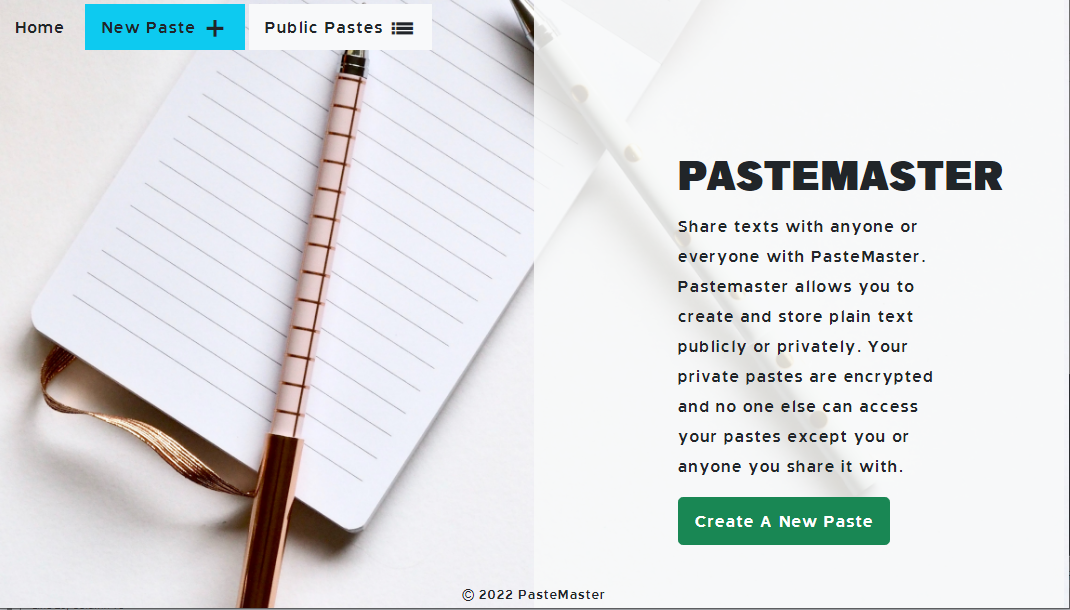 Home
New Paste
Public Pastes
PASTEMASTER
Share texts with anyone or
everyone with PasteMaster.
Pastemaster allows you to
create and store plain text
publicly or privately. Your
private pastes are encrypted
and no one else can access
your pastes except you or
anyone you share it with.
Create A New Paste
© 2022 PasteMaster